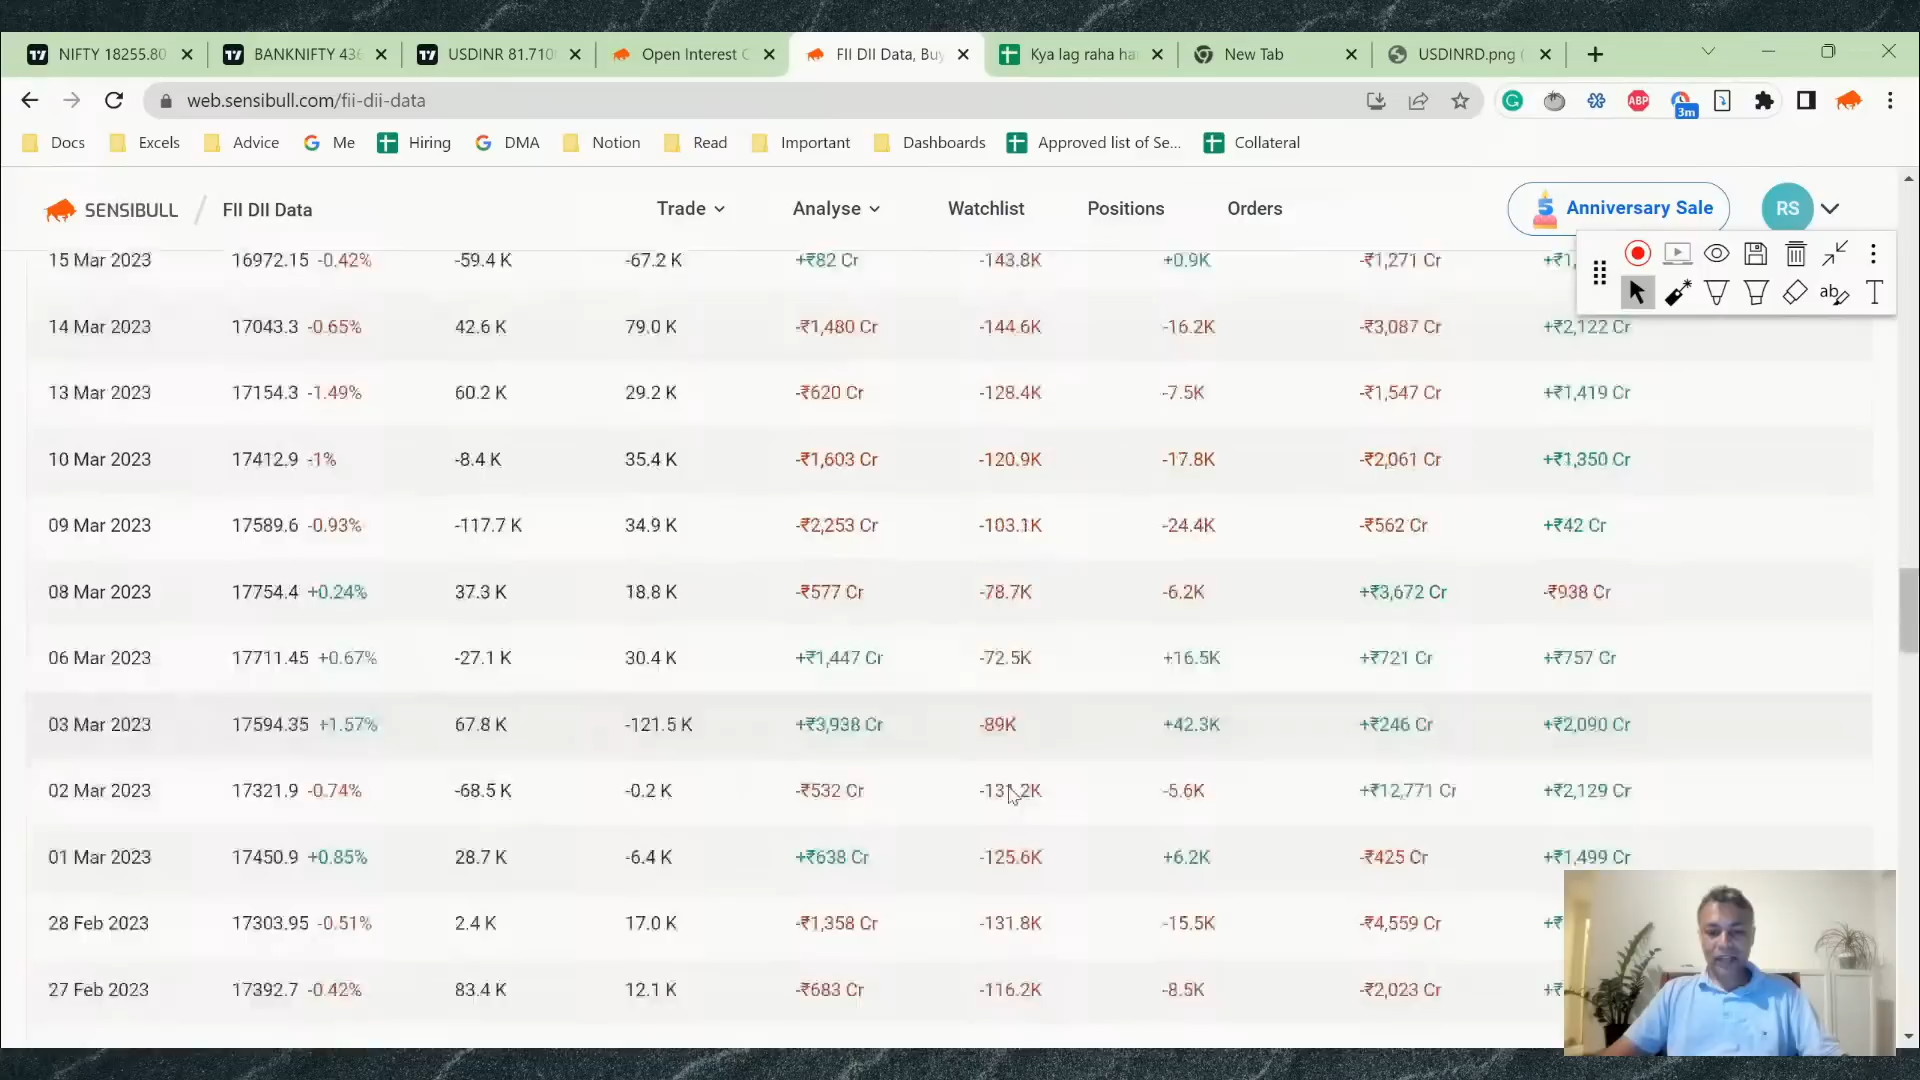 NIFTY 18255.80
BANKNIFTY 436
USDINR 81.710
Open Interest C
FII DII Data, Buy
Kya lag raha ha
New Tab
USDINRD.png (
web.sensibull.com/fii-dii-data
ABP
3m
Docs
Excels
Advice
Me
Hiring
DMA
Notion
Read
Important
Dashboards
Approved list of Se...
Collateral
SENSIBULL / FII DII Data
Trade
Analyse
Watchlist
Positions
Orders
5 Anniversary Sale
RS
15 Mar 2023 16972.15 -0.42% -59.4 K -67.2 K +₹82 Cr -143.8K +0.9K -₹1,271 Cr +₹1,
14 Mar 2023 17043.3 -0.65% 42.6 K 79.0 K -₹1,480 Cr -144.6K -16.2K -₹3,087 Cr +₹2,122 Cr
13 Mar 2023 17154.3 -1.49% 60.2 K 29.2 K -₹620 Cr -128.4K -7.5K -₹1,547 Cr +₹1,419 Cr
10 Mar 2023 17412.9 -1% -8.4 K 35.4 K -₹1,603 Cr -120.9K -17.8K -₹2,061 Cr +₹1,350 Cr
09 Mar 2023 17589.6 -0.93% -117.7 K 34.9 K -₹2,253 Cr -103.1K -24.4K -₹562 Cr +₹42 Cr
08 Mar 2023 17754.4 +0.24% 37.3 K 18.8 K -₹577 Cr -78.7K -6.2K +₹3,672 Cr -₹938 Cr
06 Mar 2023 17711.45 +0.67% -27.1 K 30.4 K +₹1,447 Cr -72.5K +16.5K +₹721 Cr +₹757 Cr
03 Mar 2023 17594.35 +1.57% 67.8 K -121.5 K +₹3,938 Cr -89K +42.3K +₹246 Cr +₹2,090 Cr
02 Mar 2023 17321.9 -0.74% -68.5 K -0.2 K -₹532 Cr -131.2K -5.6K +₹12,771 Cr +₹2,129 Cr
01 Mar 2023 17450.9 +0.85% 28.7 K -6.4 K +₹638 Cr -125.6K +6.2K -₹425 Cr +₹1,499 Cr
28 Feb 2023 17303.95 -0.51% 2.4 K 17.0 K -₹1,358 Cr -131.8K -15.5K -₹4,559 Cr +₹
27 Feb 2023 17392.7 -0.42% 83.4 K 12.1 K -₹683 Cr -116.2K -8.5K -₹2,023 Cr +₹